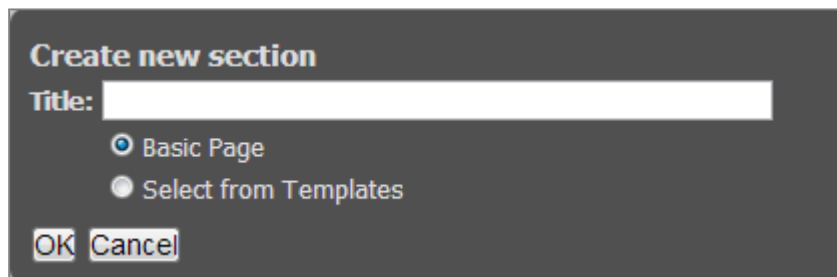 Create new section
Title:
Basic Page
Select from Templates
OK Cancel